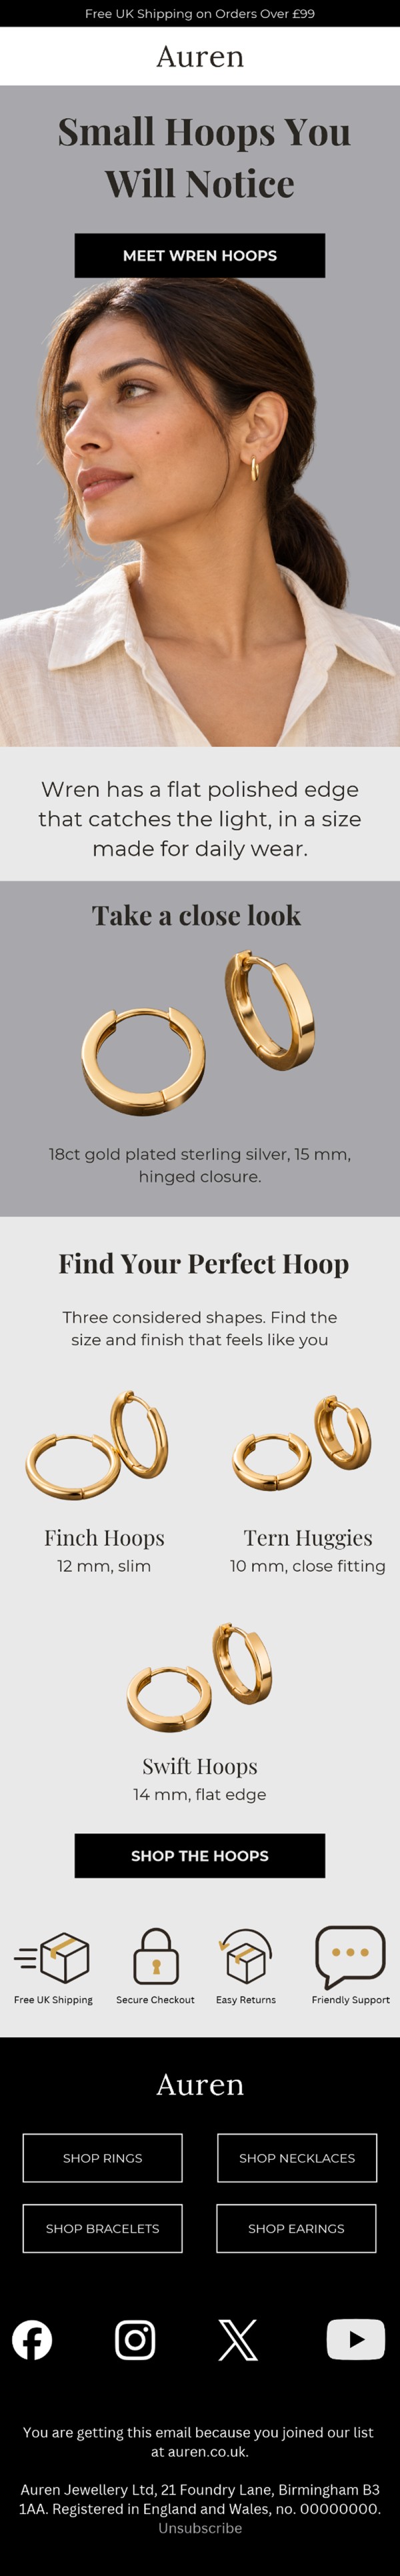 Free UK Shipping on Orders Over £99
Auren
Small Hoops You
Will Notice
MEET WREN HOOPS
Wren has a flat polished edge
that catches the light, in a size
made for daily wear.
Take a close look
18ct gold plated sterling silver, 15 mm,
hinged closure.
Find Your Perfect Hoop
Three considered shapes. Find the
size and finish that feels like you
Finch Hoops
12 mm, slim
Tern Huggies
10 mm, close fitting
Swift Hoops
14 mm, flat edge
SHOP THE HOOPS
Free UK Shipping
Secure Checkout
Easy Returns
Friendly Support
Auren
SHOP RINGS
SHOP NECKLACES
SHOP BRACELETS
SHOP EARINGS
You are getting this email because you joined our list
at auren.co.uk.
Auren Jewellery Ltd, 21 Foundry Lane, Birmingham B3
1AA. Registered in England and Wales, no. 00000000.
Unsubscribe